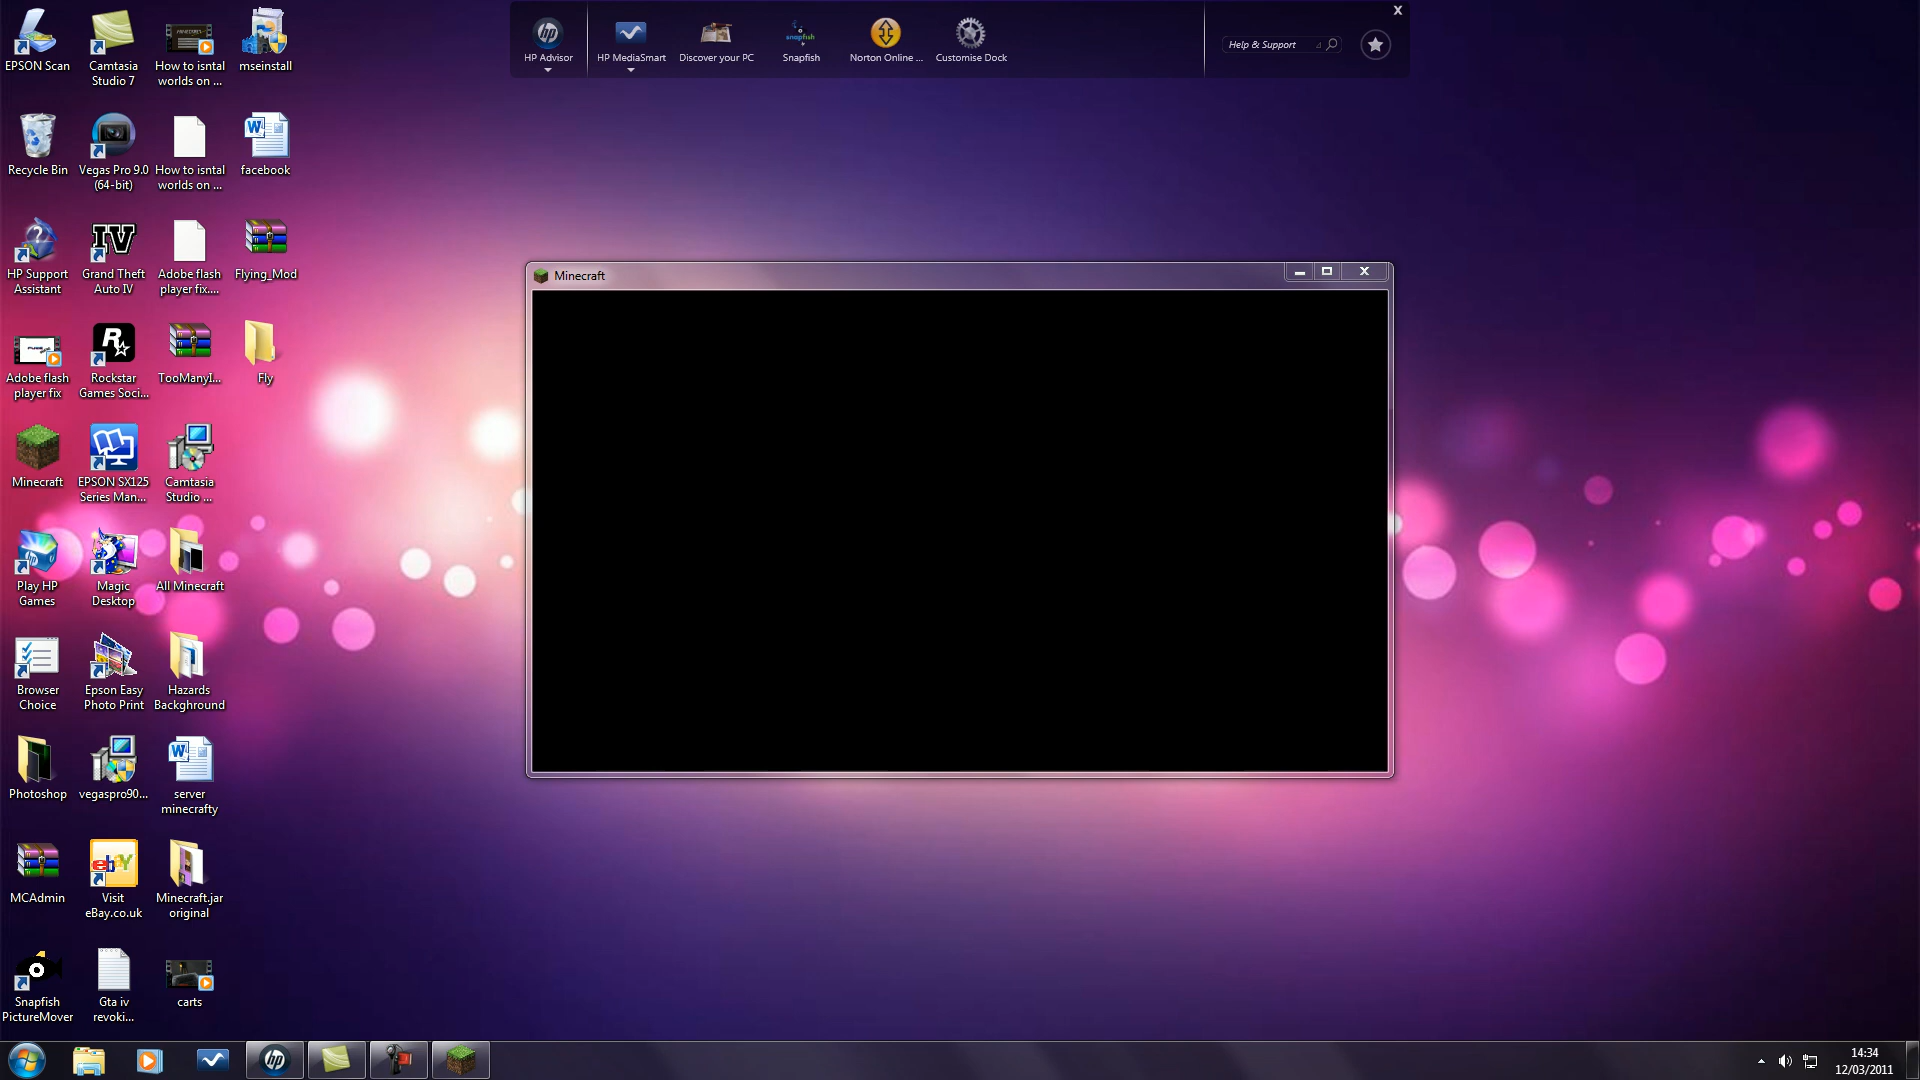 HP Advisor
HP MediaSmart
Discover your PC
snapfish
Snapfish
Norton Online ...
Customise Dock
Help & Support
X
EPSON Scan
Camtasia
Studio 7
How to isntal
worlds on ...
mseinstall
Recycle Bin
Vegas Pro 9.0
(64-bit)
How to isntal
worlds on ...
facebook
HP Support
Assistant
IV
Grand Theft
Auto IV
Adobe flash
player fix....
Flying_Mod
Adobe flash
player fix
Rockstar
Games Soci...
TooManyI...
Fly
Minecraft
EPSON SX125
Series Man...
Camtasia
Studio ...
Play HP
Games
Magic
Desktop
All Minecraft
Browser
Choice
Epson Easy
Photo Print
Hazards
Backghround
Photoshop
vegaspro90...
server
minecrafty
MCAdmin
ebay
Visit
eBay.co.uk
Minecraft.jar
original
Snapfish
PictureMover
Gta iv
revoki...
carts
Minecraft
14:34
12/03/2011